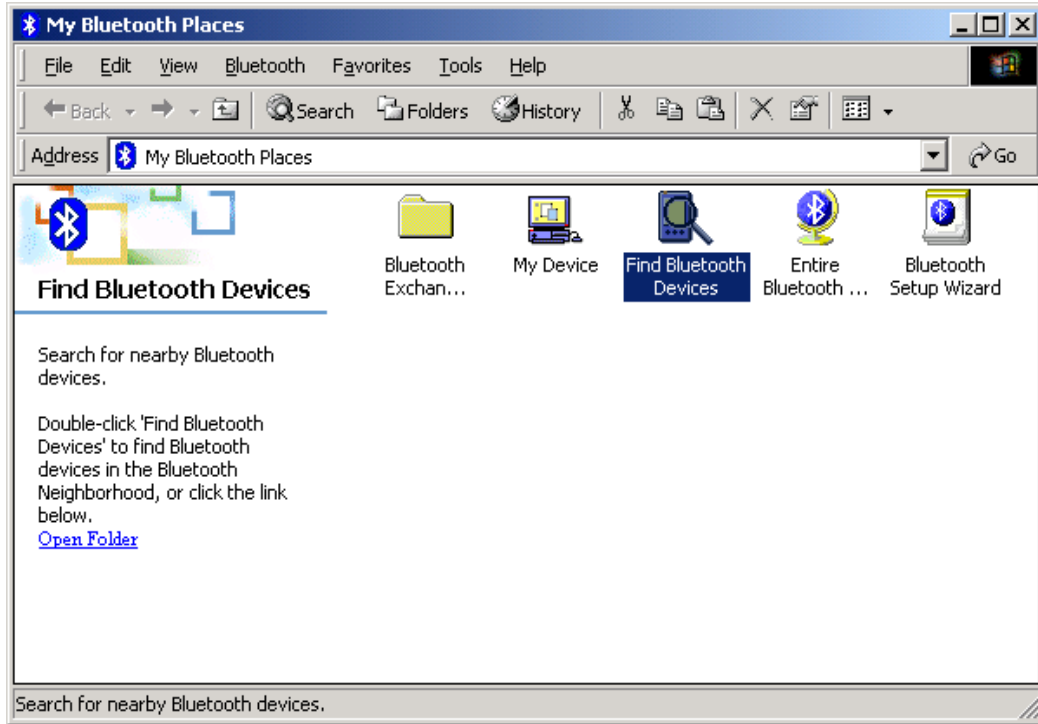 My Bluetooth Places
File Edit View Bluetooth Favorites Tools Help
Back Search Folders History
Address My Bluetooth Places Go
Find Bluetooth Devices
Search for nearby Bluetooth
devices.
Double-click 'Find Bluetooth
Devices' to find Bluetooth
devices in the Bluetooth
Neighborhood, or click the link
below.
Open Folder
Bluetooth
Exchan...
My Device
Find Bluetooth
Devices
Entire
Bluetooth ...
Bluetooth
Setup Wizard
Search for nearby Bluetooth devices.